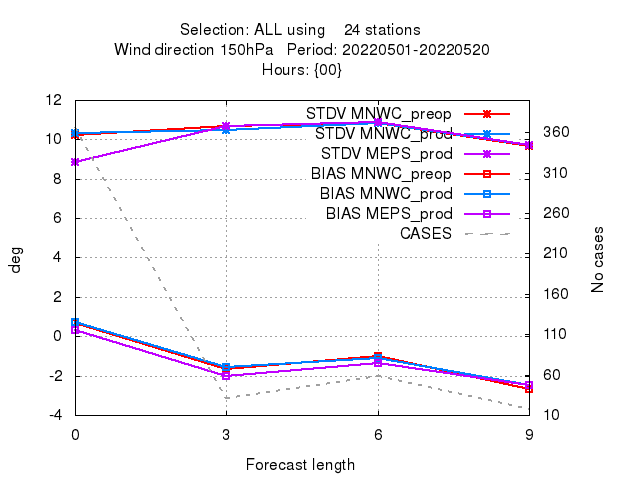 Selection: ALL using    24 stations
Wind direction 150hPa   Period: 20220501-20220520
Hours: {00}
STDV MNWC_preop
STDV MNWC_prod
STDV MEPS_prod
BIAS MNWC_preop
BIAS MNWC_prod
BIAS MEPS_prod
CASES
12
10
8
6
4
2
0
-2
-4
deg
360
310
260
210
160
110
60
10
No cases
0 3 6 9
Forecast length